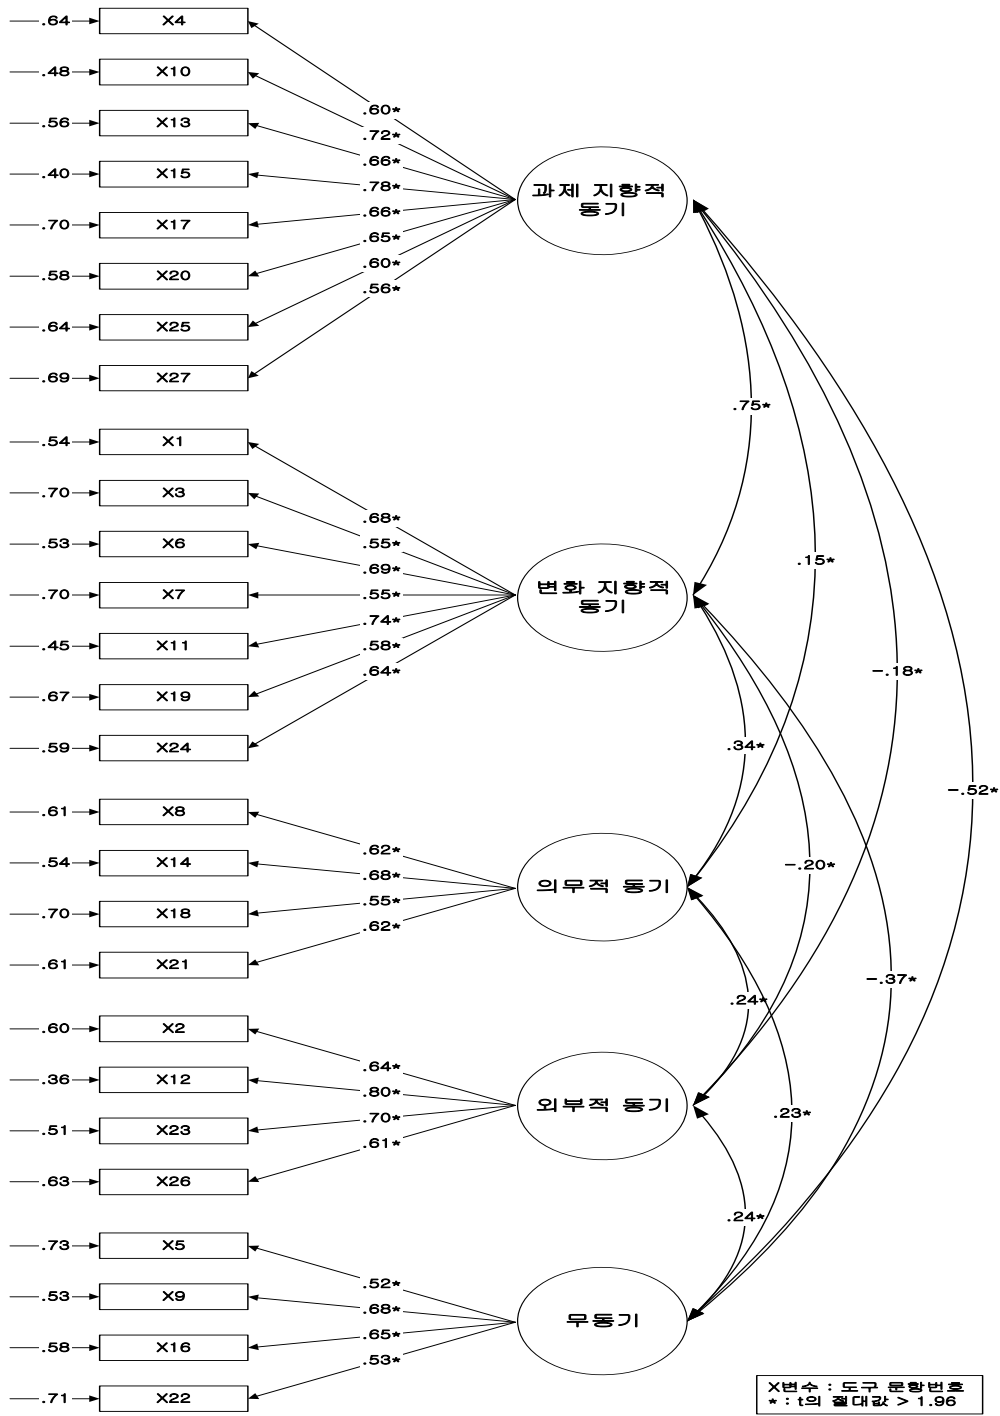 .64 X4
.48 X10
.56 X13
.40 X15
.70 X17
.58 X20
.64 X25
.69 X27
.60*
.72*
.66*
.78*
.66*
.65*
.60*
.56*
과제 지향적
동기
.54 X1
.70 X3
.53 X6
.70 X7
.45 X11
.67 X19
.59 X24
.68*
.55*
.69*
.55*
.74*
.58*
.64*
변화 지향적
동기
.61 X8
.54 X14
.70 X18
.61 X21
.62*
.68*
.55*
.62*
의무적 동기
.60 X2
.36 X12
.51 X23
.63 X26
.64*
.80*
.70*
.61*
외부적 동기
.73 X5
.53 X9
.58 X16
.71 X22
.52*
.68*
.65*
.53*
무동기
.75*
.15*
-.18*
-.52*
.34*
-.20*
-.37*
.24*
.23*
.24*
X변수 : 도구 문항번호
* : t의 절대값 > 1.96